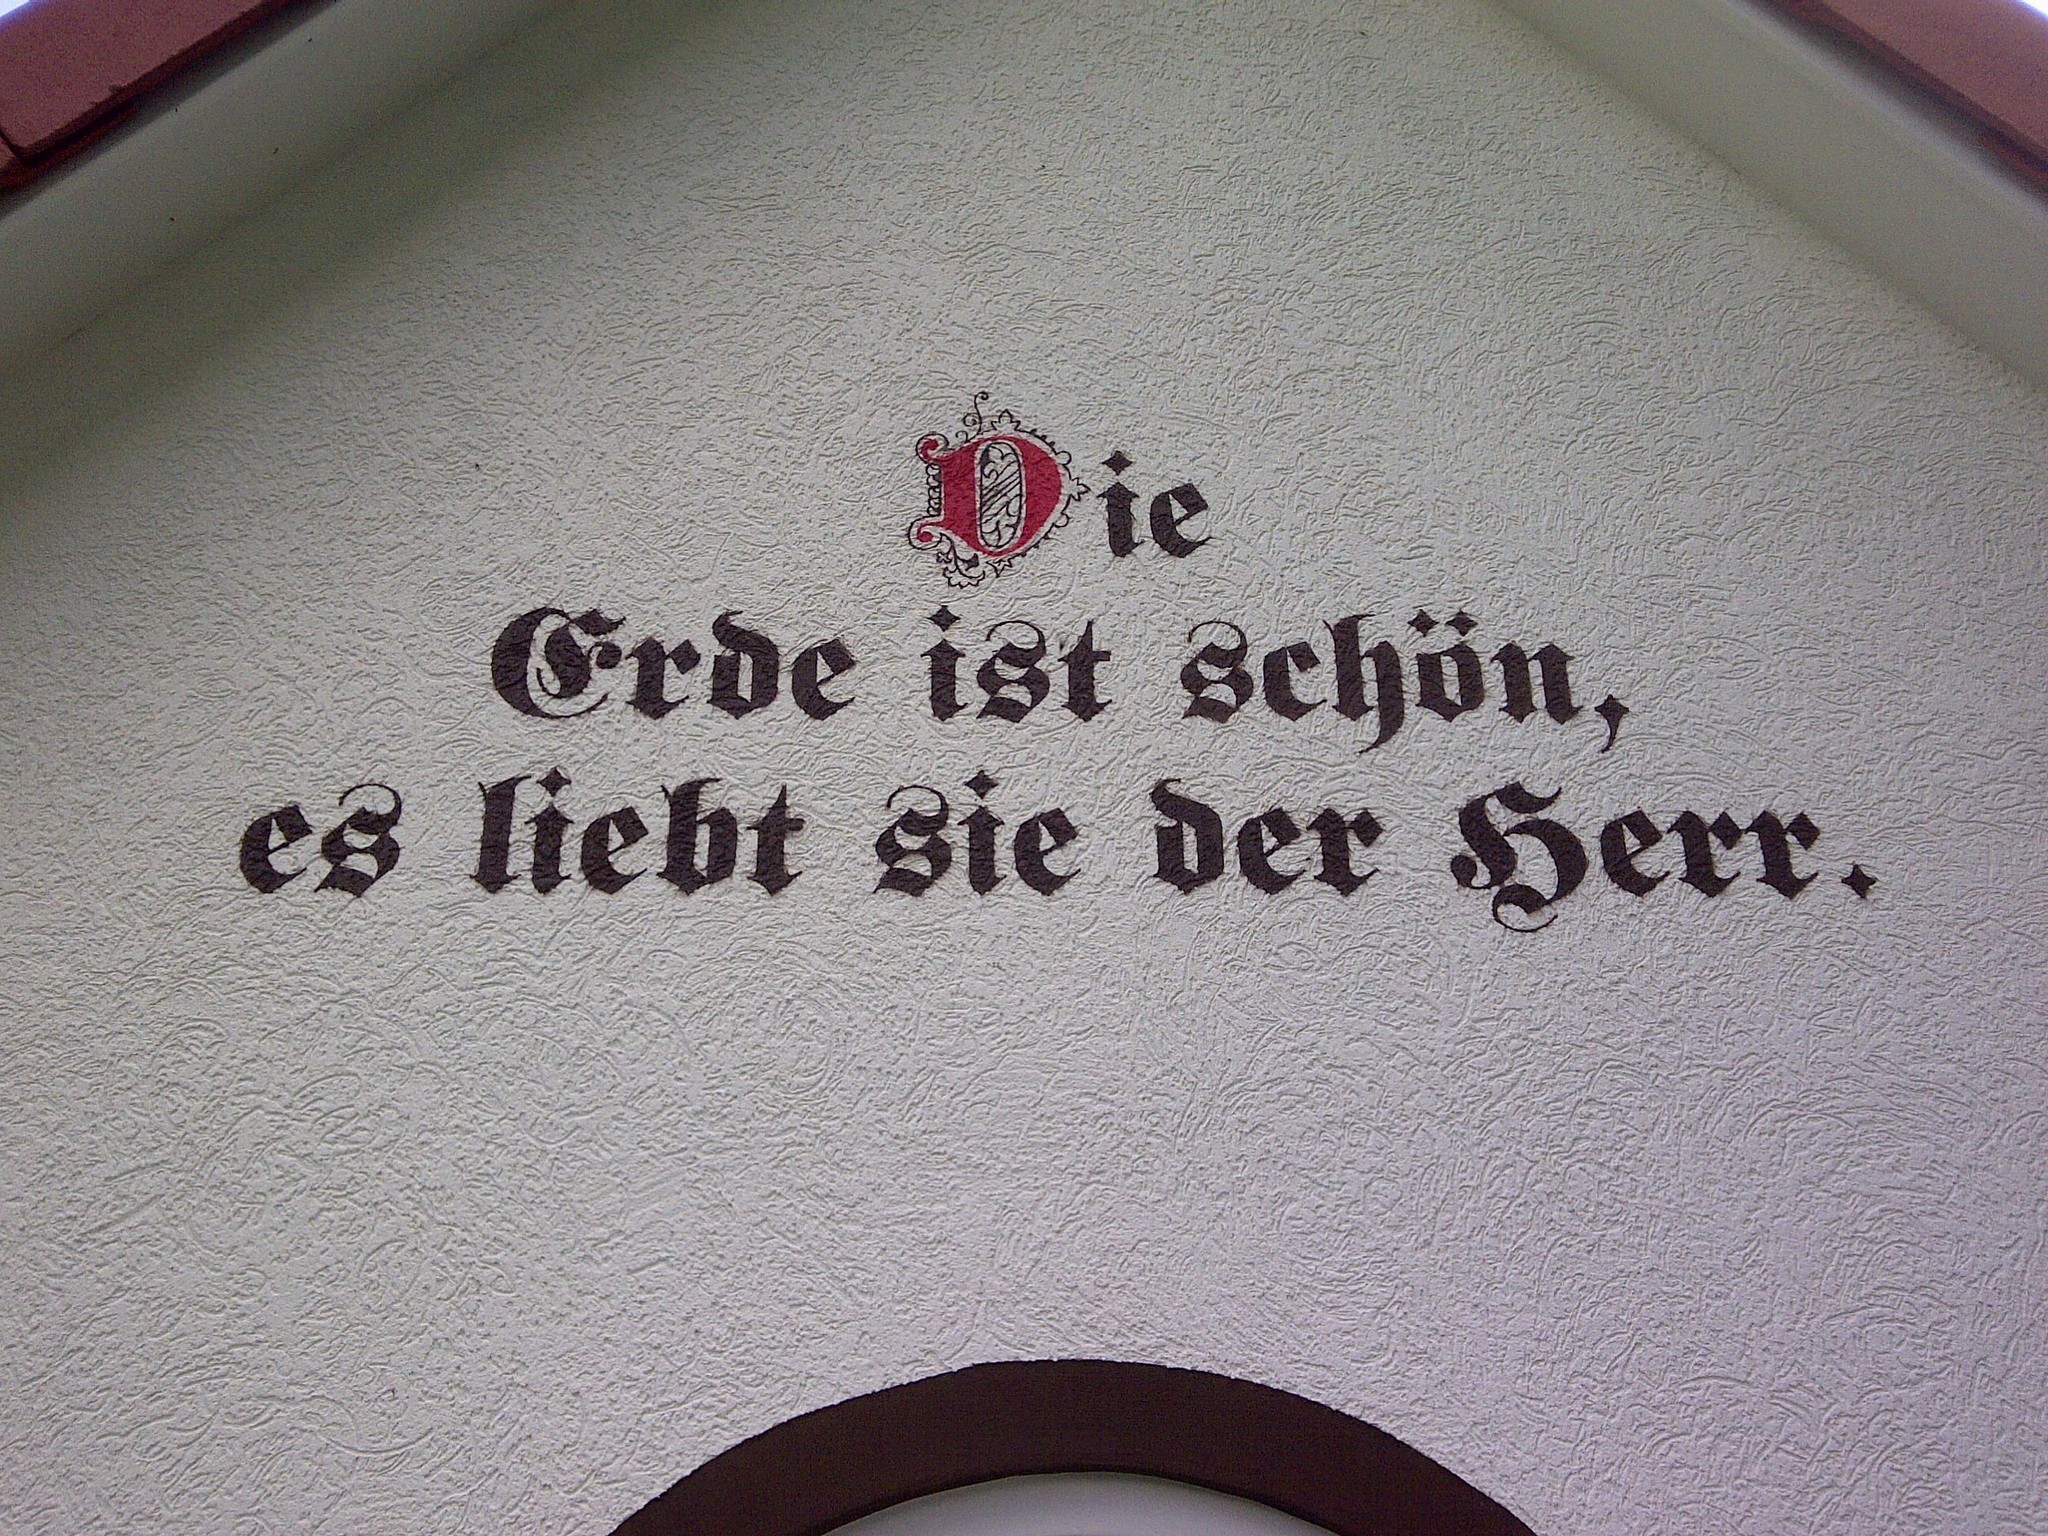 Die
Erde ist schön,
es liebt sie der Herr.